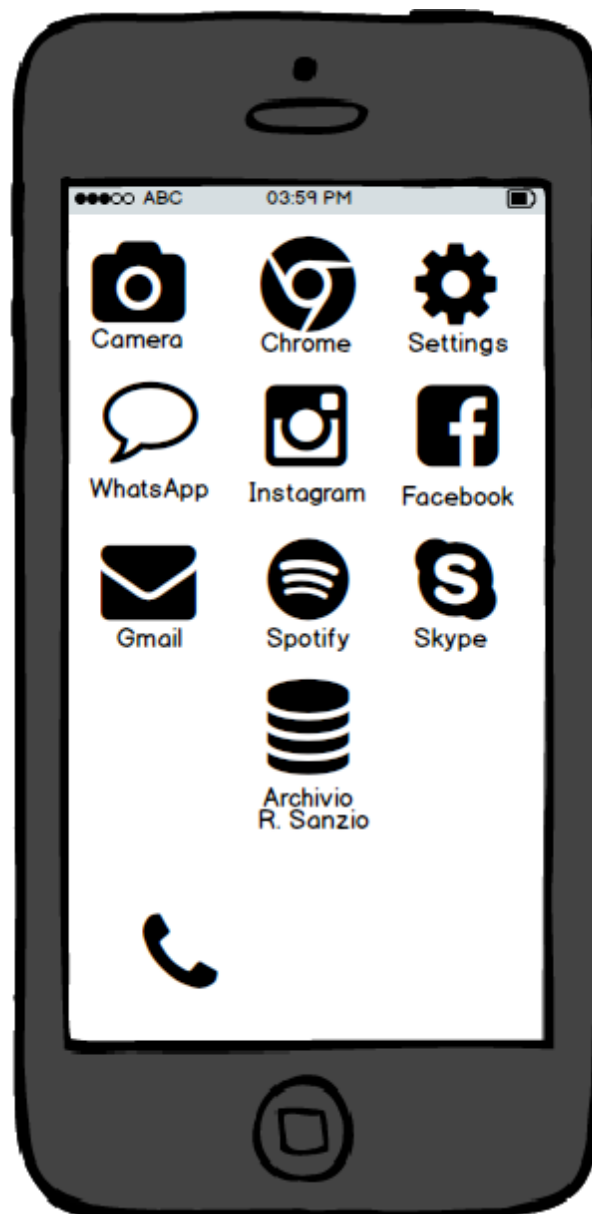 ABC 03:59 PM
Camera Chrome Settings
WhatsApp Instagram Facebook
Gmail Spotify Skype
Archivio
R. Sanzio